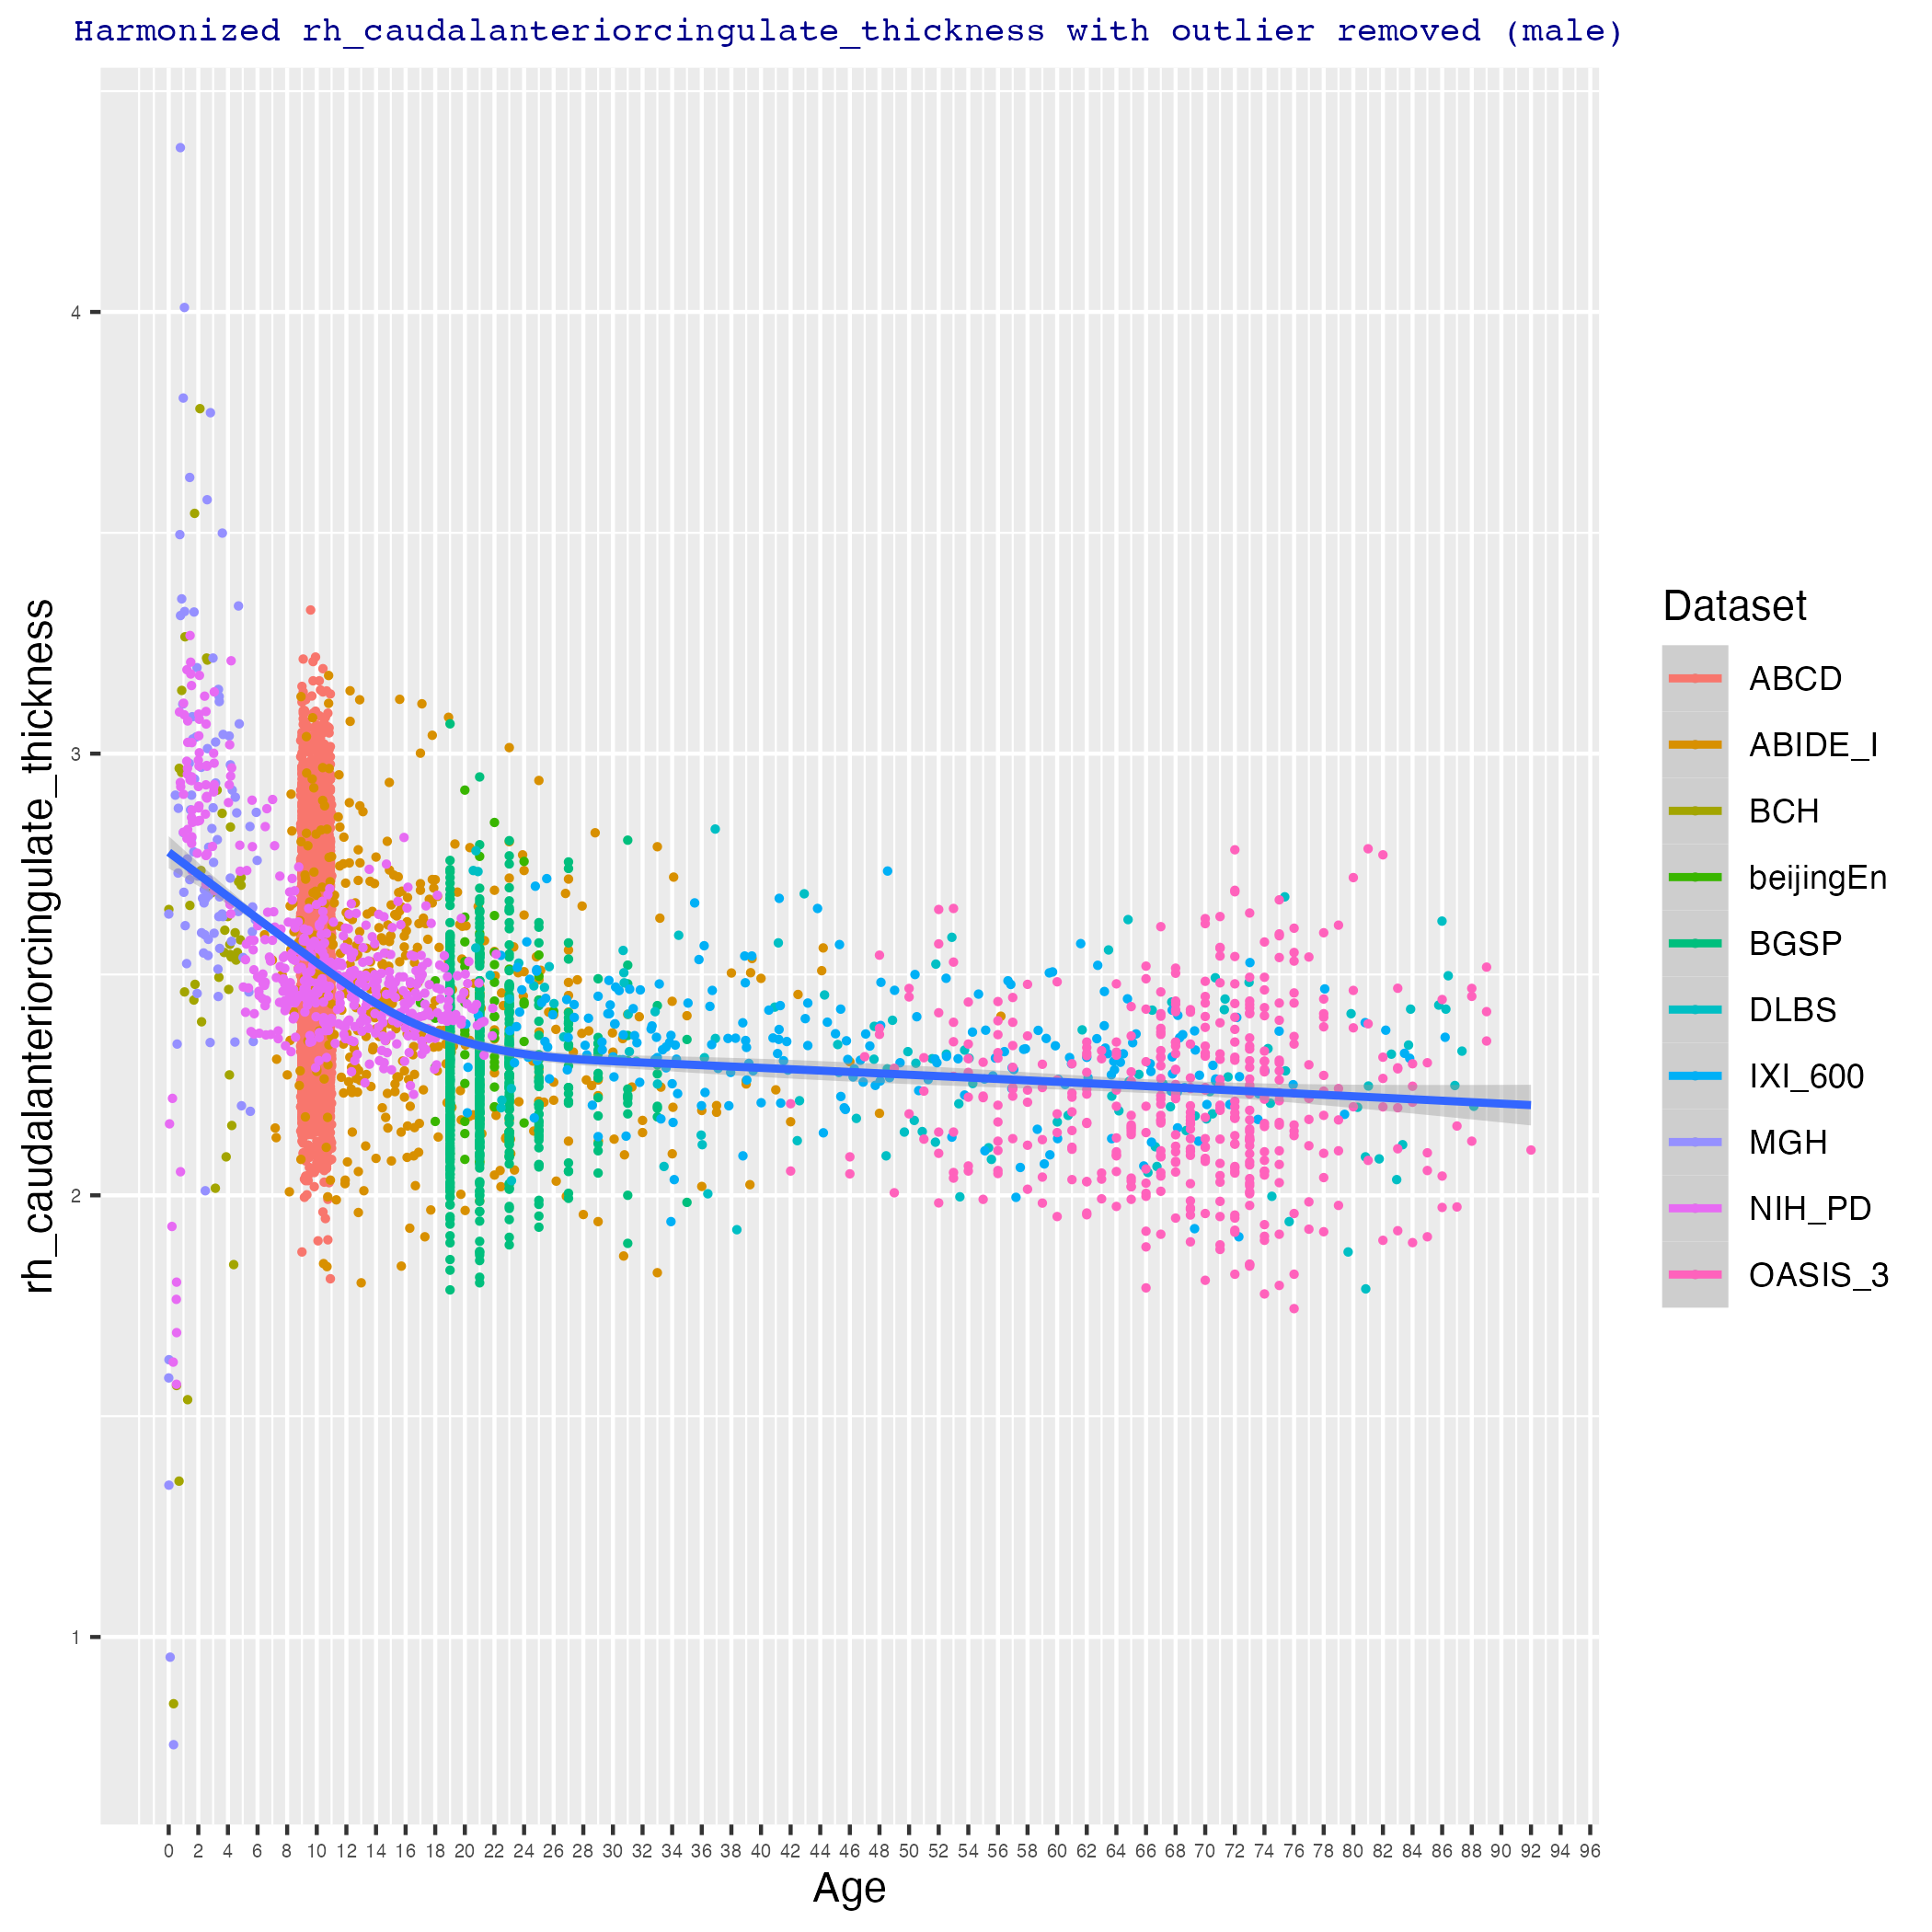 Harmonized rh_caudalanteriorcingulate_thickness with outlier removed (male)
rh_caudalanteriorcingulate_thickness
4
3
2
1
0 2 4 6 8 10 12 14 16 18 20 22 24 26 28 30 32 34 36 38 40 42 44 46 48 50 52 54 56 58 60 62 64 66 68 70 72 74 76 78 80 82 84 86 88 90 92 94 96
Age
Dataset
ABCD
ABIDE_I
BCH
beijingEn
BGSP
DLBS
IXI_600
MGH
NIH_PD
OASIS_3